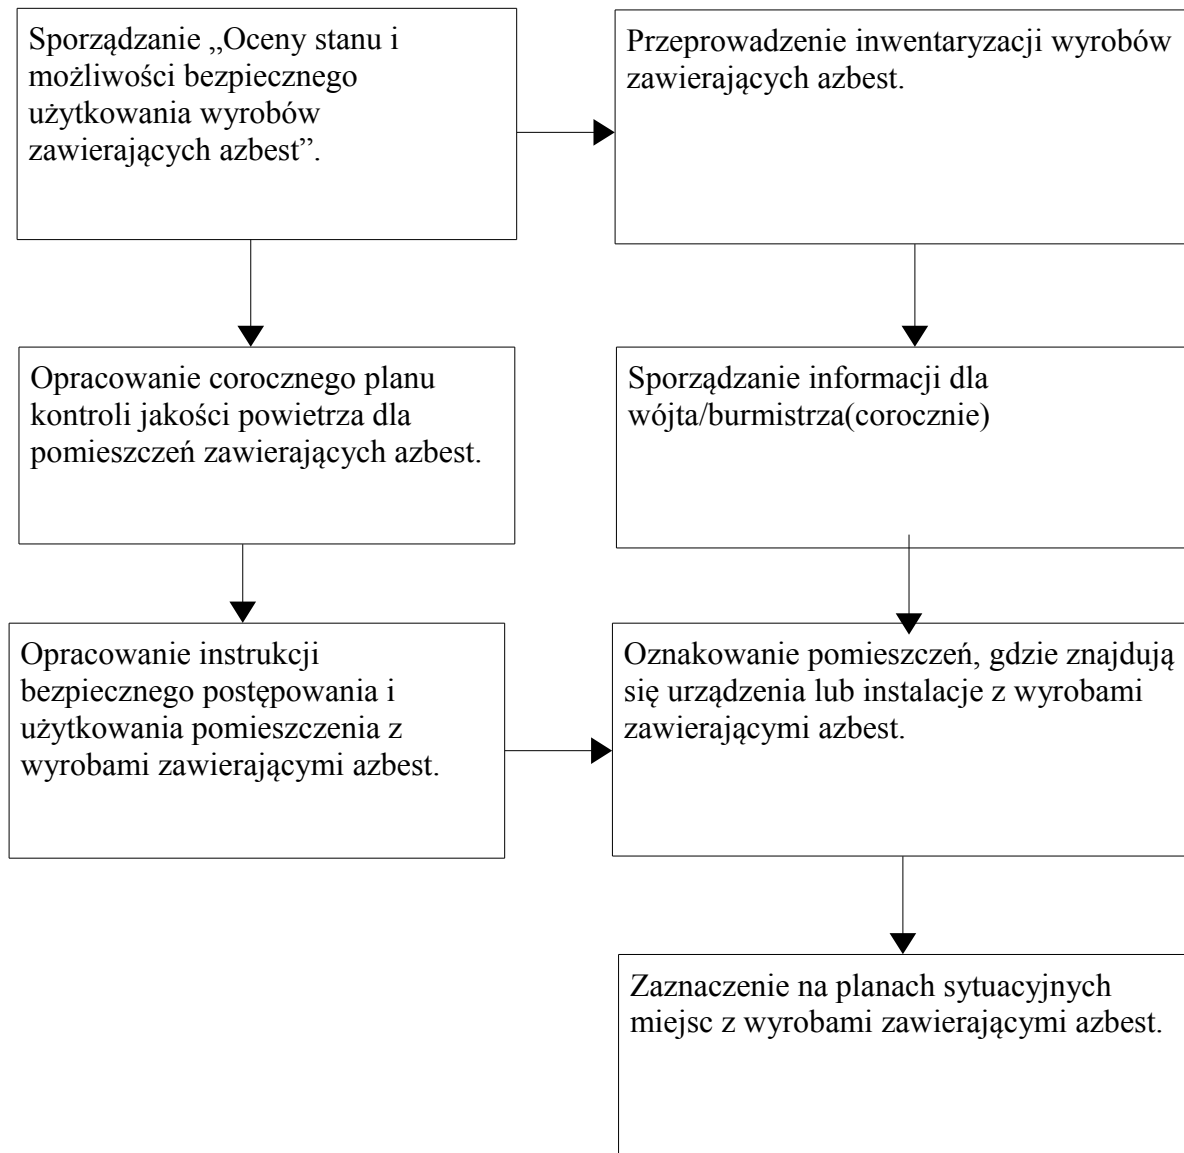 Sporządzanie „Oceny stanu i
możliwości bezpiecznego
użytkowania wyrobów
zawierających azbest”.
Przeprowadzenie inwentaryzacji wyrobów
zawierających azbest.
Opracowanie corocznego planu
kontroli jakości powietrza dla
pomieszczeń zawierających azbest.
Sporządzanie informacji dla
wójta/burmistrza(corocznie)
Opracowanie instrukcji
bezpiecznego postępowania i
użytkowania pomieszczenia z
wyrobami zawierającymi azbest.
Oznakowanie pomieszczeń, gdzie znajdują
się urządzenia lub instalacje z wyrobami
zawierającymi azbest.
Zaznaczenie na planach sytuacyjnych
miejsc z wyrobami zawierającymi azbest.